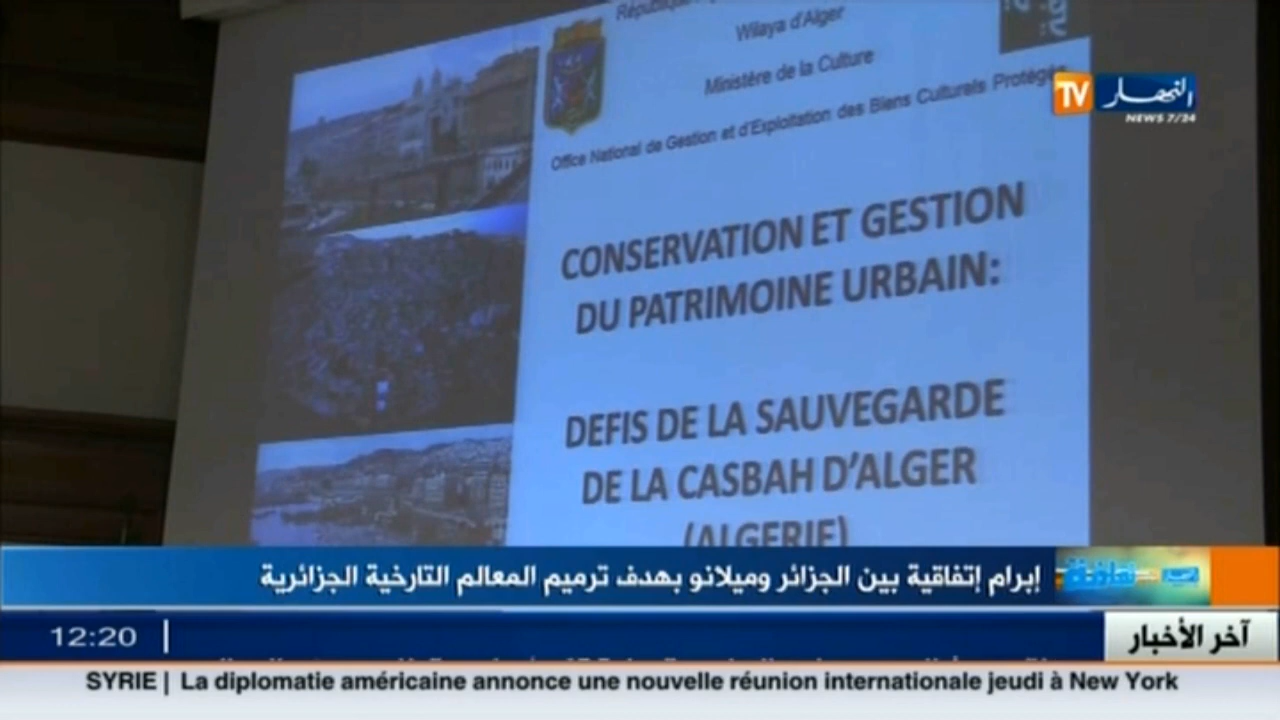 République
Wilaya d'Alger
Ministère de la Culture
Office National de Gestion et d'Exploitation des Biens Culturels Protégés
TV النهار
NEWS 7/24
CONSERVATION ET GESTION
DU PATRIMOINE URBAIN:
DEFIS DE LA SAUVEGARDE
DE LA CASBAH D'ALGER
(ALGERIE)
إبرام إتفاقية بين الجزائر وميلانو بهدف ترميم المعالم التارخية الجزائرية
آخر الأخبار
12:20
SYRIE | La diplomatie américaine annonce une nouvelle réunion internationale jeudi à New York